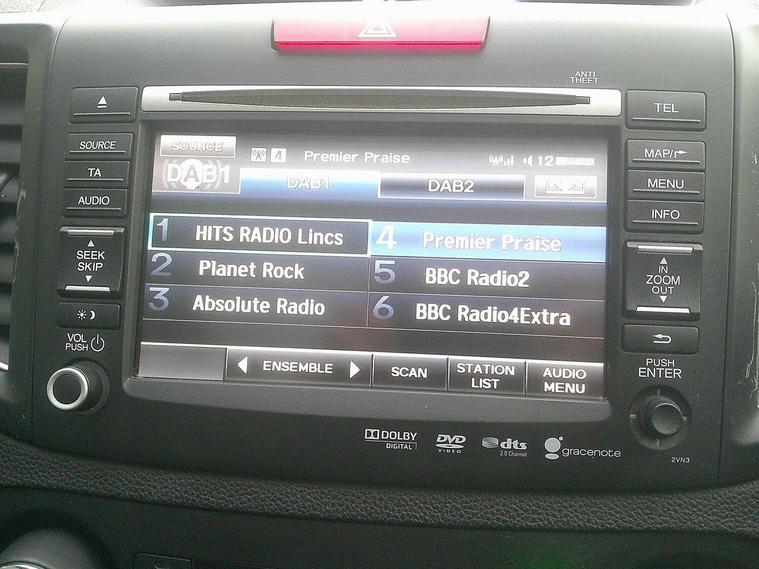 ANTI THEFT
SOURCE
TA
AUDIO
SEEK
SKIP
VOL
PUSH
TEL
MAP/
MENU
INFO
IN
ZOOM
OUT
PUSH
ENTER
SOURCE
4 Premier Praise 12
DAB1
DAB1 DAB2
1 HITS RADIO Lincs
2 Planet Rock
3 Absolute Radio
4 Premier Praise
5 BBC Radio2
6 BBC Radio4Extra
ENSEMBLE SCAN STATION LIST AUDIO MENU
DOLBY DIGITAL
DVD VIDEO
dts 2.0 Channel
gracenote
2VN3